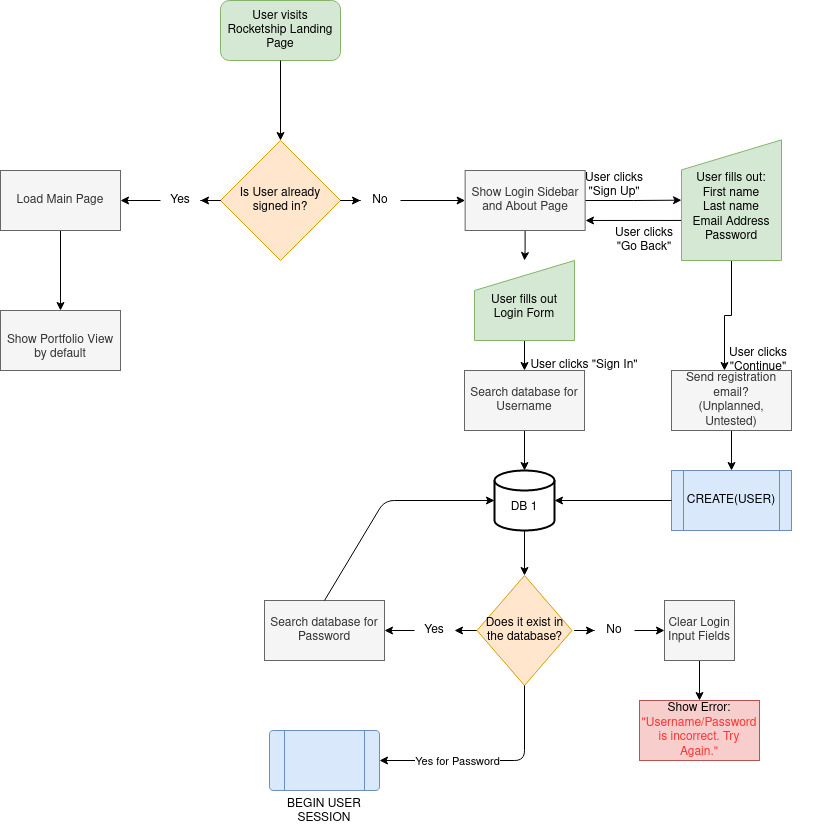 User visits
Rocketship Landing
Page
Is User already
signed in?
Yes
Load Main Page
Show Portfolio View
by default
No
Show Login Sidebar
and About Page
User clicks
"Sign Up"
User fills out:
First name
Last name
Email Address
Password
User clicks
"Go Back"
User fills out
Login Form
User clicks "Sign In"
Search database for
Username
User clicks
"Continue"
Send registration
email?
(Unplanned,
Untested)
CREATE(USER)
DB 1
Does it exist in
the database?
Yes
Search database for
Password
No
Clear Login
Input Fields
Show Error:
"Username/Password
is incorrect. Try
Again."
Yes for Password
BEGIN USER
SESSION